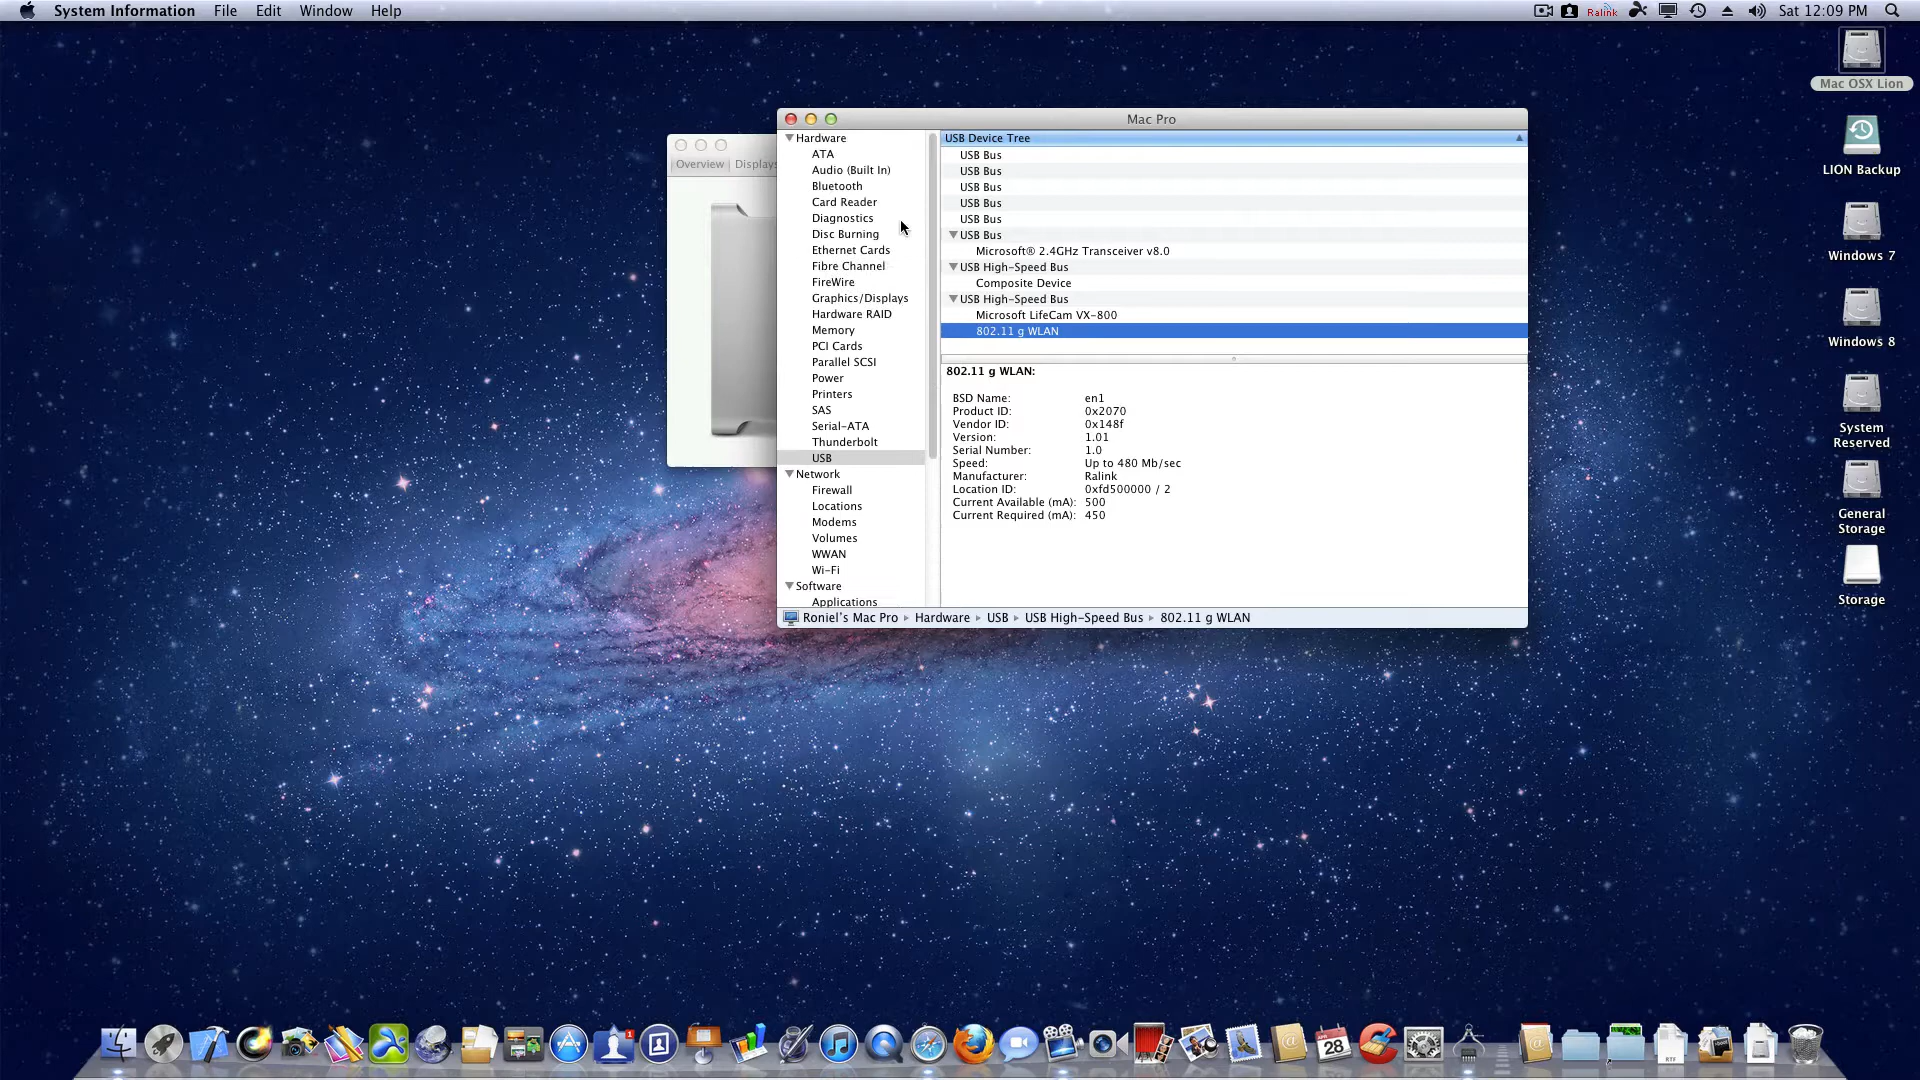 System Information File Edit Window Help
Ralink
Sat 12:09 PM
Mac OSX Lion
LION Backup
Windows 7
Windows 8
System
Reserved
General
Storage
Storage
Overview Displays
Mac Pro
Hardware
ATA
Audio (Built In)
Bluetooth
Card Reader
Diagnostics
Disc Burning
Ethernet Cards
Fibre Channel
FireWire
Graphics/Displays
Hardware RAID
Memory
PCI Cards
Parallel SCSI
Power
Printers
SAS
Serial-ATA
Thunderbolt
USB
Network
Firewall
Locations
Modems
Volumes
WWAN
Wi-Fi
Software
Applications
USB Device Tree
USB Bus
USB Bus
USB Bus
USB Bus
USB Bus
USB Bus
Microsoft® 2.4GHz Transceiver v8.0
USB High-Speed Bus
Composite Device
USB High-Speed Bus
Microsoft LifeCam VX-800
802.11 g WLAN
802.11 g WLAN:
BSD Name: en1
Product ID: 0x2070
Vendor ID: 0x148f
Version: 1.01
Serial Number: 1.0
Speed: Up to 480 Mb/sec
Manufacturer: Ralink
Location ID: 0xfd500000 / 2
Current Available (mA): 500
Current Required (mA): 450
Roniel's Mac Pro ▸ Hardware ▸ USB ▸ USB High-Speed Bus ▸ 802.11 g WLAN
1
28
RTF